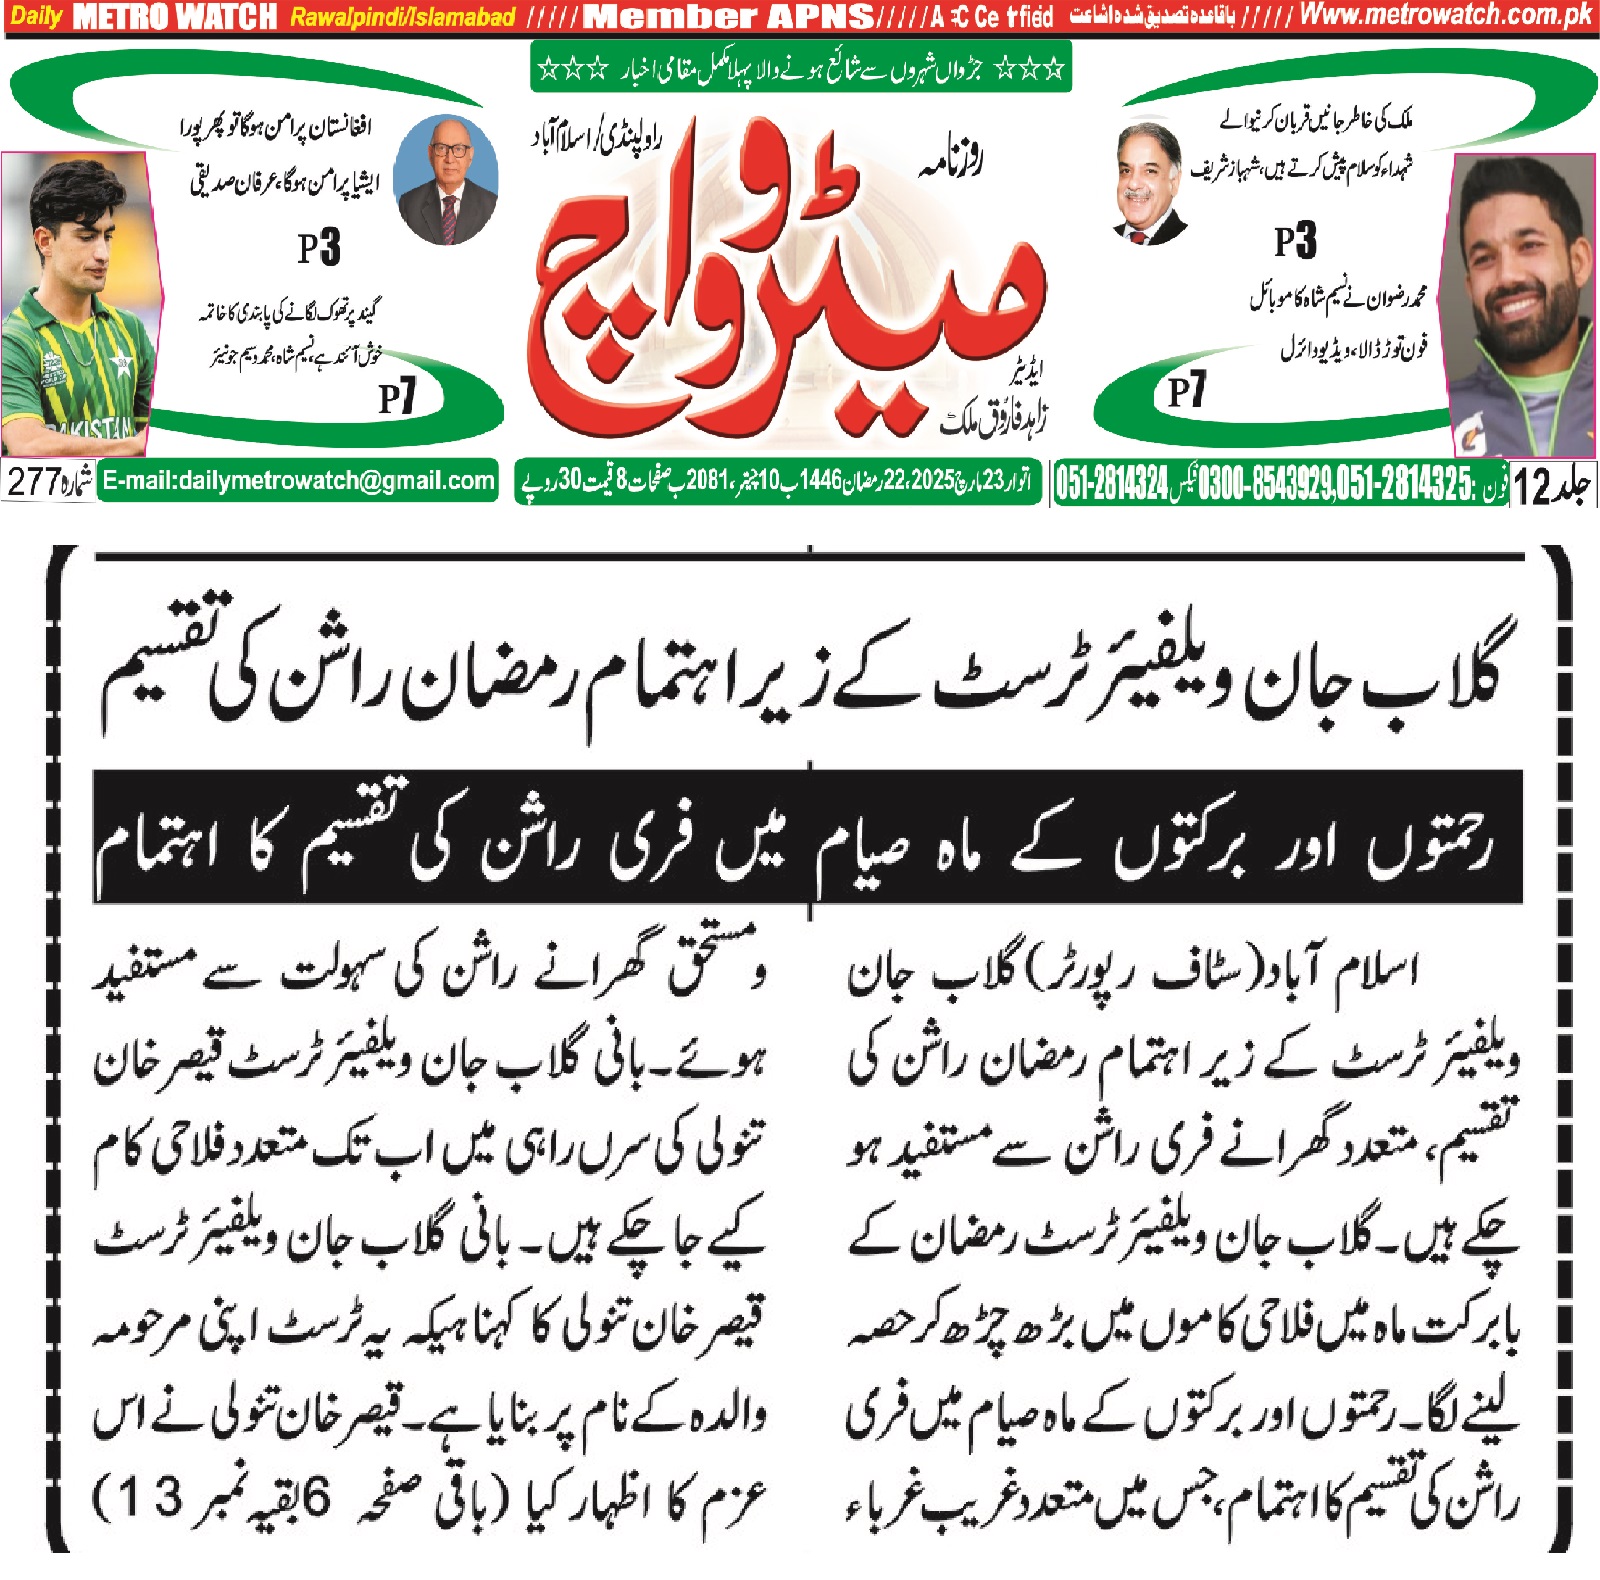 Daily METRO WATCH Rawalpindi/Islamabad /////Member APNS/////A C Ce tified باقاعدہ تصدیق شدہ اشاعت /////Www.metrowatch.com.pk
☆☆☆ جڑواں شہروں سے شائع ہونے والا پہلا مکمل مقامی اخبار ☆☆☆
ملک کی خاطر جانیں قربان کرنیوالے
شہداء کو سلام پیش کرتے ہیں، شہباز شریف
P3
محمد رضوان نے نسیم شاہ کا موبائل
فون توڑ ڈالا، ویڈیو وائرل
P7
روزنامہ
میٹرو واچ
راولپنڈی/اسلام آباد
ایڈیٹر
زاہد فاروق ملک
افغانستان پرامن ہوگا تو پھر پورا
ایشیا پرامن ہوگا، عرفان صدیقی
P3
گیند پر تھوک لگانے کی پابندی کا خاتمہ
خوش آئند ہے، نسیم شاہ، محمد وسیم جونیئر
P7
جلد 12
فون: 051-2814325,0300-8543929 فیکس 051-2814324
اتوار 23 مارچ 2025، 22 رمضان 1446 ب 10 چیتر، 2081 ب صفحات 8 قیمت 30 روپے
E-mail:dailymetrowatch@gmail.com
شمارہ 277
گلاب جان ویلفیئر ٹرسٹ کے زیر اہتمام رمضان راشن کی تقسیم
رحمتوں اور برکتوں کے ماہ صیام میں فری راشن کی تقسیم کا اہتمام
اسلام آباد (سٹاف رپورٹر) گلاب جان
ویلفیئر ٹرسٹ کے زیر اہتمام رمضان راشن کی
تقسیم، متعدد گھرانے فری راشن سے مستفید ہو
چکے ہیں۔ گلاب جان ویلفیئر ٹرسٹ رمضان کے
بابرکت ماہ میں فلاحی کاموں میں بڑھ چڑھ کر حصہ
لینے لگا۔ رحمتوں اور برکتوں کے ماہ صیام میں فری
راشن کی تقسیم کا اہتمام، جس میں متعدد غریب غرباء
و مستحق گھرانے راشن کی سہولت سے مستفید
ہوئے۔ بانی گلاب جان ویلفیئر ٹرسٹ قیصر خان
تنولی کی سرں راہی میں اب تک متعدد فلاحی کام
کیے جا چکے ہیں۔ بانی گلاب جان ویلفیئر ٹرسٹ
قیصر خان تنولی کا کہنا ہیکہ یہ ٹرسٹ اپنی مرحومہ
والدہ کے نام پر بنایا ہے۔ قیصر خان تنولی نے اس
عزم کا اظہار کیا (باقی صفحہ 6 بقیہ نمبر 13)